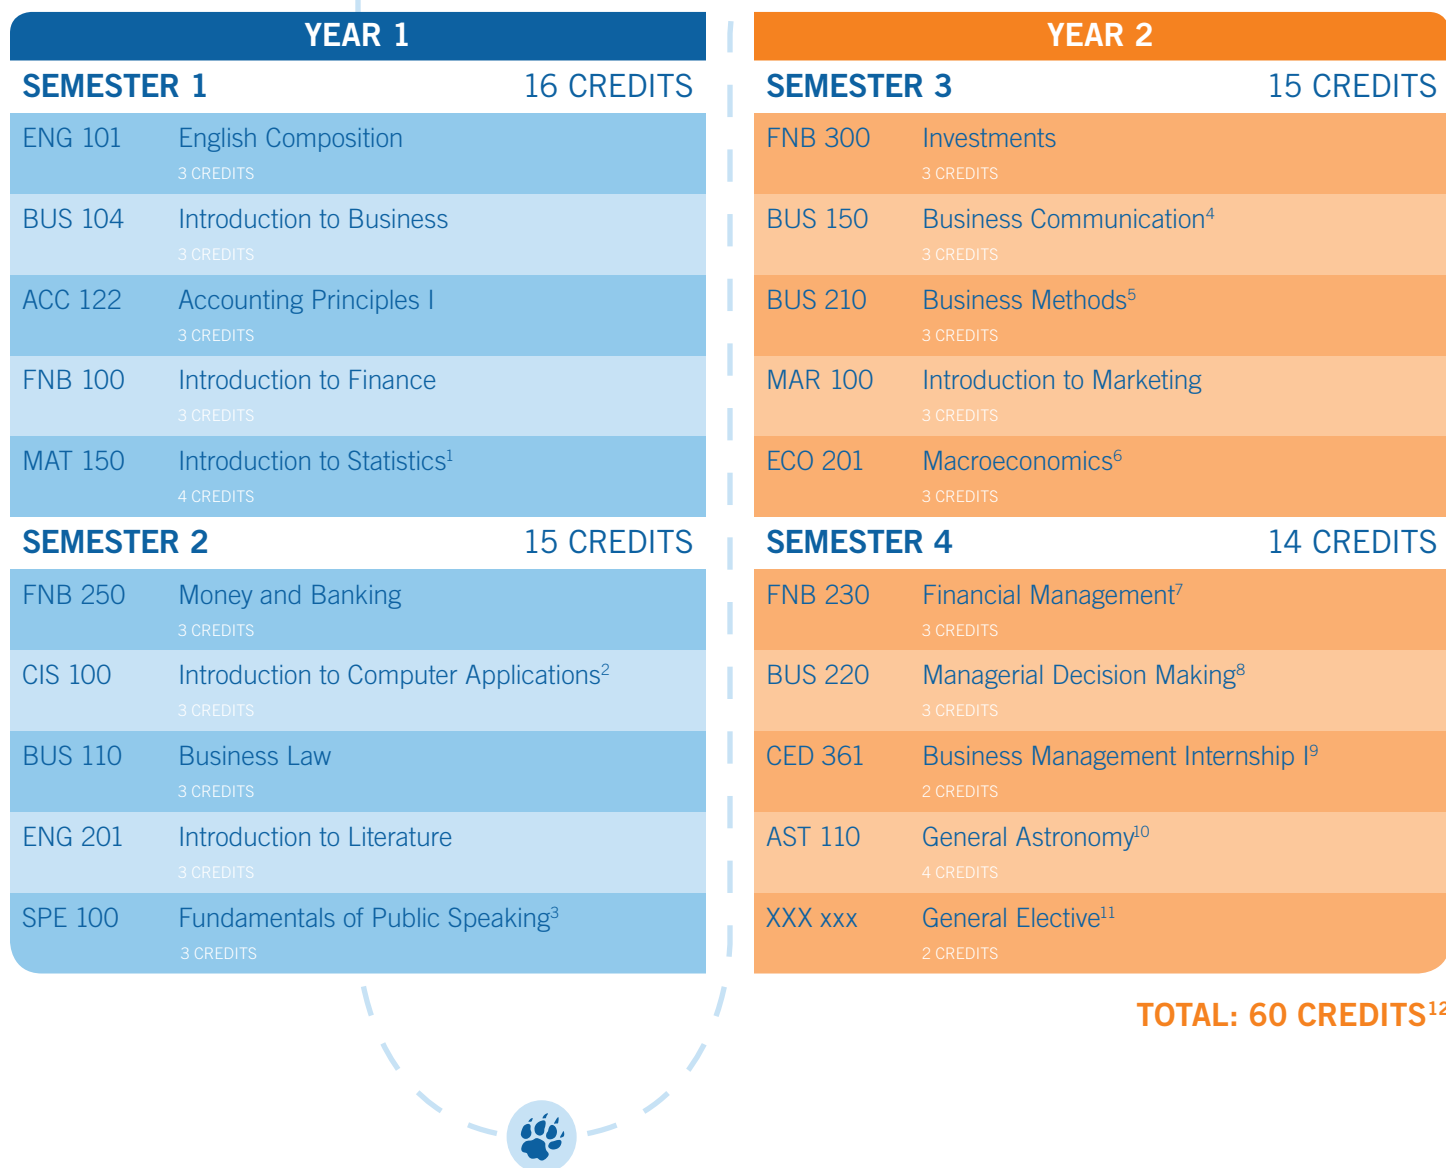 YEAR 1
SEMESTER 1 16 CREDITS
ENG 101 English Composition
3 CREDITS
BUS 104 Introduction to Business
3 CREDITS
ACC 122 Accounting Principles I
3 CREDITS
FNB 100 Introduction to Finance
3 CREDITS
MAT 150 Introduction to Statistics¹
4 CREDITS
SEMESTER 2 15 CREDITS
FNB 250 Money and Banking
3 CREDITS
CIS 100 Introduction to Computer Applications²
3 CREDITS
BUS 110 Business Law
3 CREDITS
ENG 201 Introduction to Literature
3 CREDITS
SPE 100 Fundamentals of Public Speaking³
3 CREDITS
YEAR 2
SEMESTER 3 15 CREDITS
FNB 300 Investments
3 CREDITS
BUS 150 Business Communication⁴
3 CREDITS
BUS 210 Business Methods⁵
3 CREDITS
MAR 100 Introduction to Marketing
3 CREDITS
ECO 201 Macroeconomics⁶
3 CREDITS
SEMESTER 4 14 CREDITS
FNB 230 Financial Management⁷
3 CREDITS
BUS 220 Managerial Decision Making⁸
3 CREDITS
CED 361 Business Management Internship I⁹
2 CREDITS
AST 110 General Astronomy¹⁰
4 CREDITS
XXX xxx General Elective¹¹
2 CREDITS
TOTAL: 60 CREDITS¹²